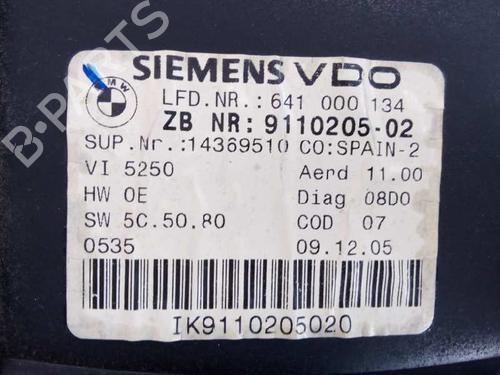 BMW
SIEMENS VDO
LFD.NR.:641 000 134
ZB NR: 9110205-02
SUP.Nr.:14369510 CO:SPAIN-2
VI 5250 Aerd 11.00
HW 0E Diag 08D0
SW 5C.50.80 COD 07
0535 09.12.05
IK9110205020
B-PARTS